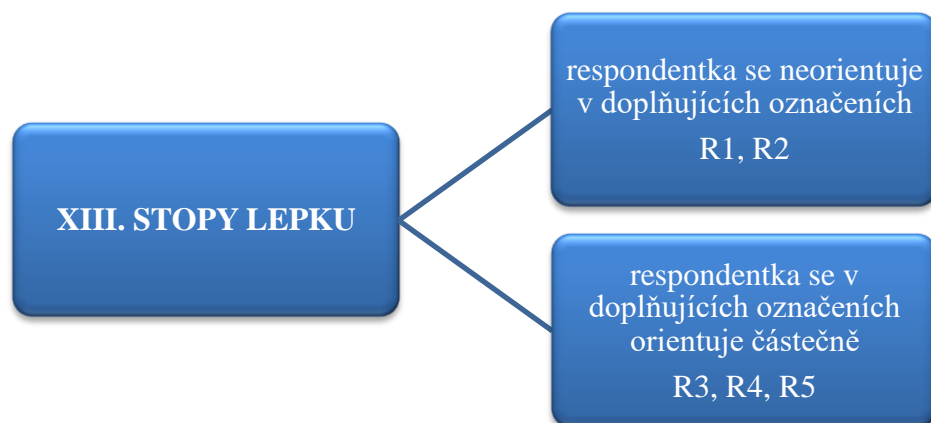 XIII. STOPY LEPKU
respondentka se neorientuje
v doplňujících označeních
R1, R2
respondentka se v
doplňujících označeních
orientuje částečně
R3, R4, R5